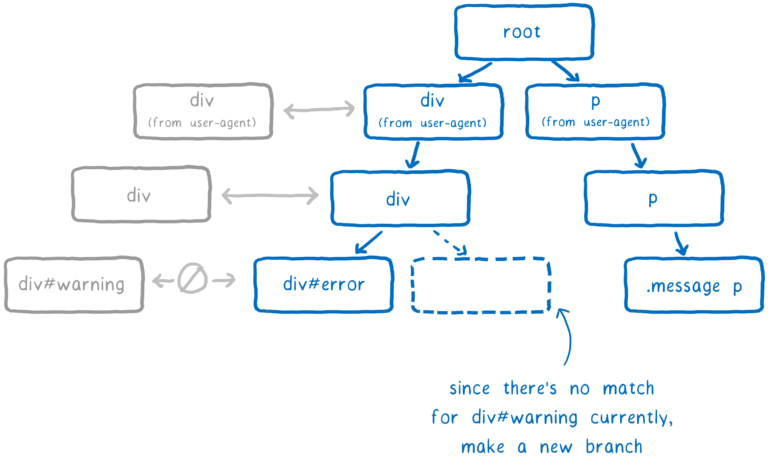 root
div
(from user-agent)
div
(from user-agent)
p
(from user-agent)
div
div
p
div#warning
div#error
.message p
since there's no match
for div#warning currently,
make a new branch